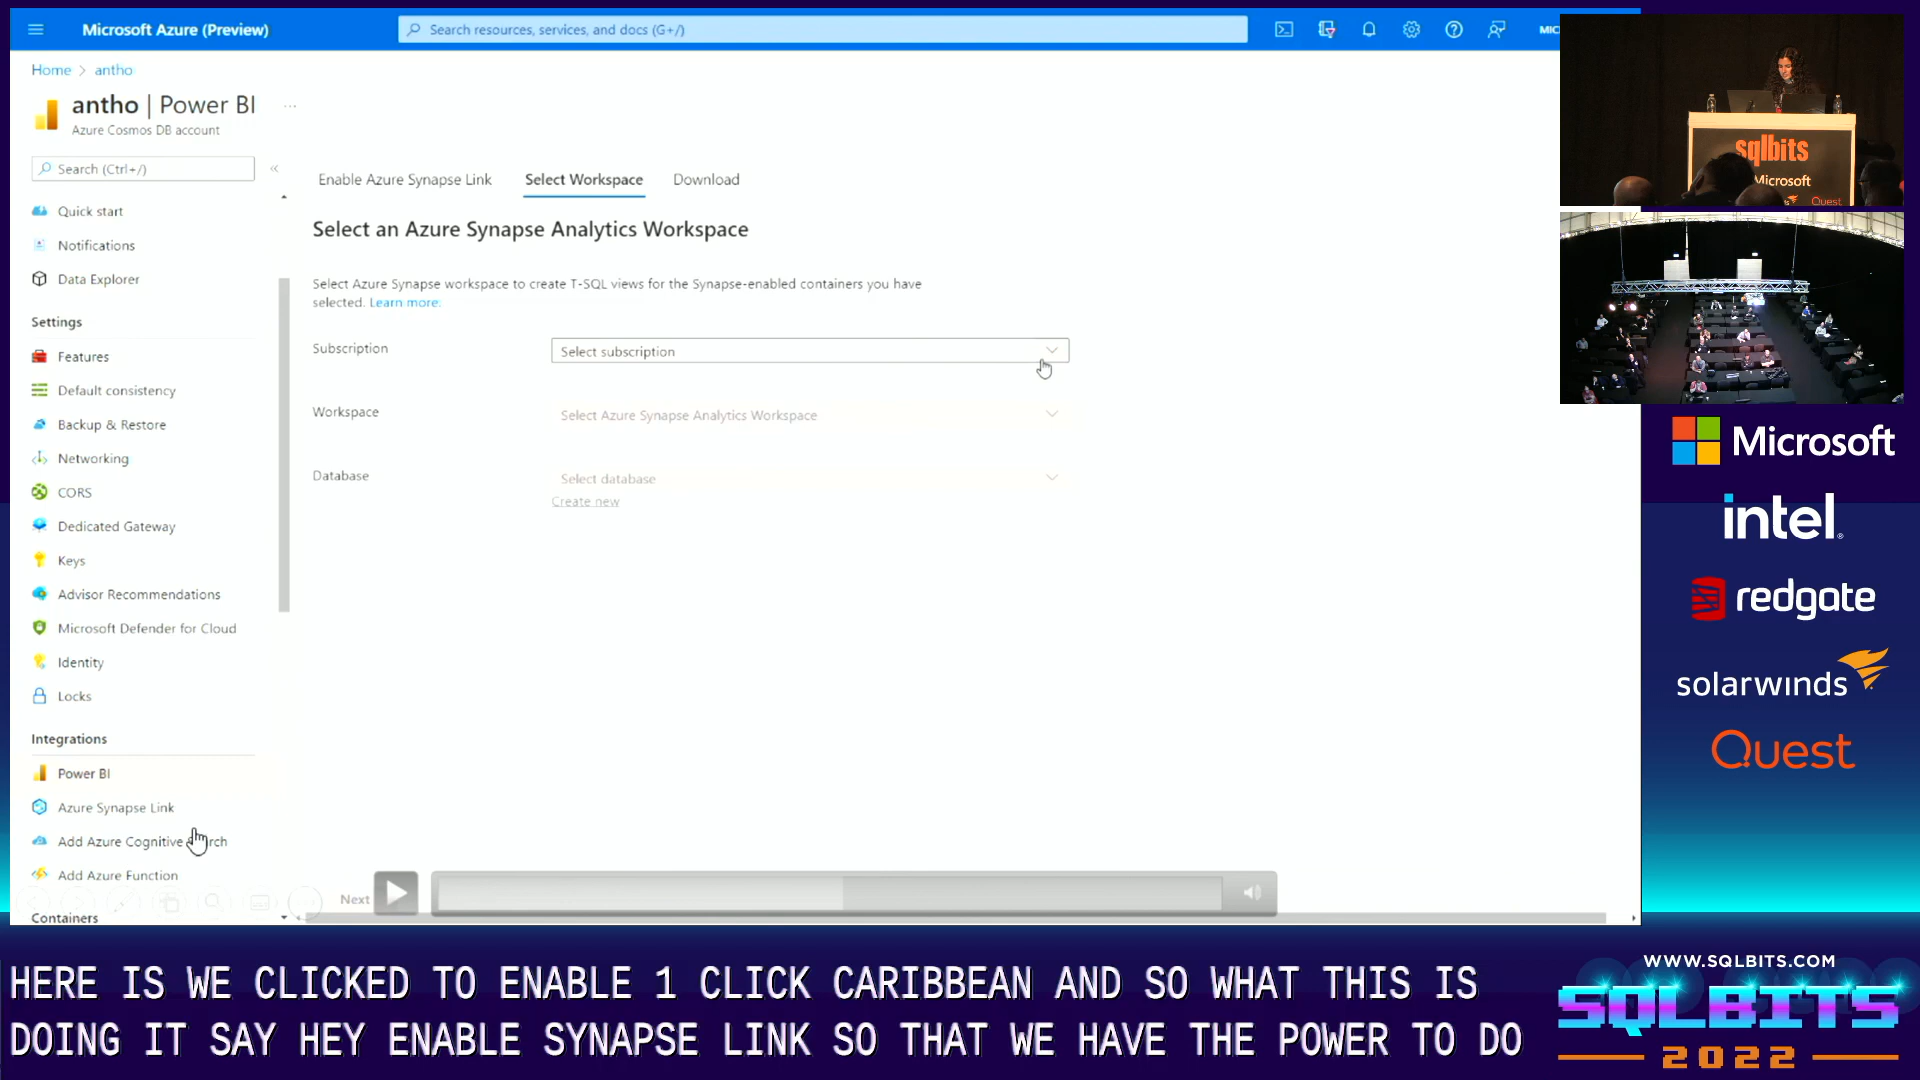 Microsoft Azure (Preview)
Search resources, services, and docs (G+/)
MIC
Home > antho
antho | Power BI
...
Azure Cosmos DB account
Search (Ctrl+/)
«
Quick start
Notifications
Data Explorer
Settings
Features
Default consistency
Backup & Restore
Networking
CORS
Dedicated Gateway
Keys
Advisor Recommendations
Microsoft Defender for Cloud
Identity
Locks
Integrations
Power BI
Azure Synapse Link
Add Azure Cognitive
Add Azure Function
Containers
Enable Azure Synapse Link
Select Workspace
Download
Select an Azure Synapse Analytics Workspace
Select Azure Synapse workspace to create T-SQL views for the Synapse-enabled containers you have
selected. Learn more.
Subscription
Select subscription
Workspace
Select Azure Synapse Analytics Workspace
Database
Select database
Create new
Next
sqlbits
Microsoft
Quest
Microsoft
intel.
redgate
solarwinds
Quest
HERE IS WE CLICKED TO ENABLE 1 CLICK CARIBBEAN AND SO WHAT THIS IS
DOING IT SAY HEY ENABLE SYNAPSE LINK SO THAT WE HAVE THE POWER TO DO
WWW.SQLBITS.COM
SQLBITS
2022